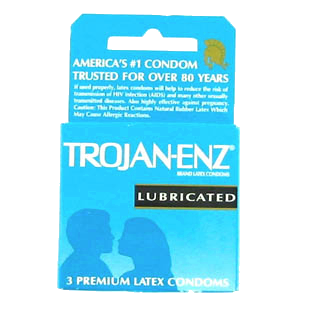 AMERICA'S #1 CONDOM
TRUSTED FOR OVER 80 YEARS
If used properly, latex condoms will help to reduce the risk of
transmission of HIV infection (AIDS) and many other sexually
transmitted diseases. Also highly effective against pregnancy.
Caution: This Product Contains Natural Rubber Latex Which
May Cause Allergic Reactions.
TROJAN-ENZ®
BRAND LATEX CONDOMS
LUBRICATED
3 PREMIUM LATEX CONDOMS